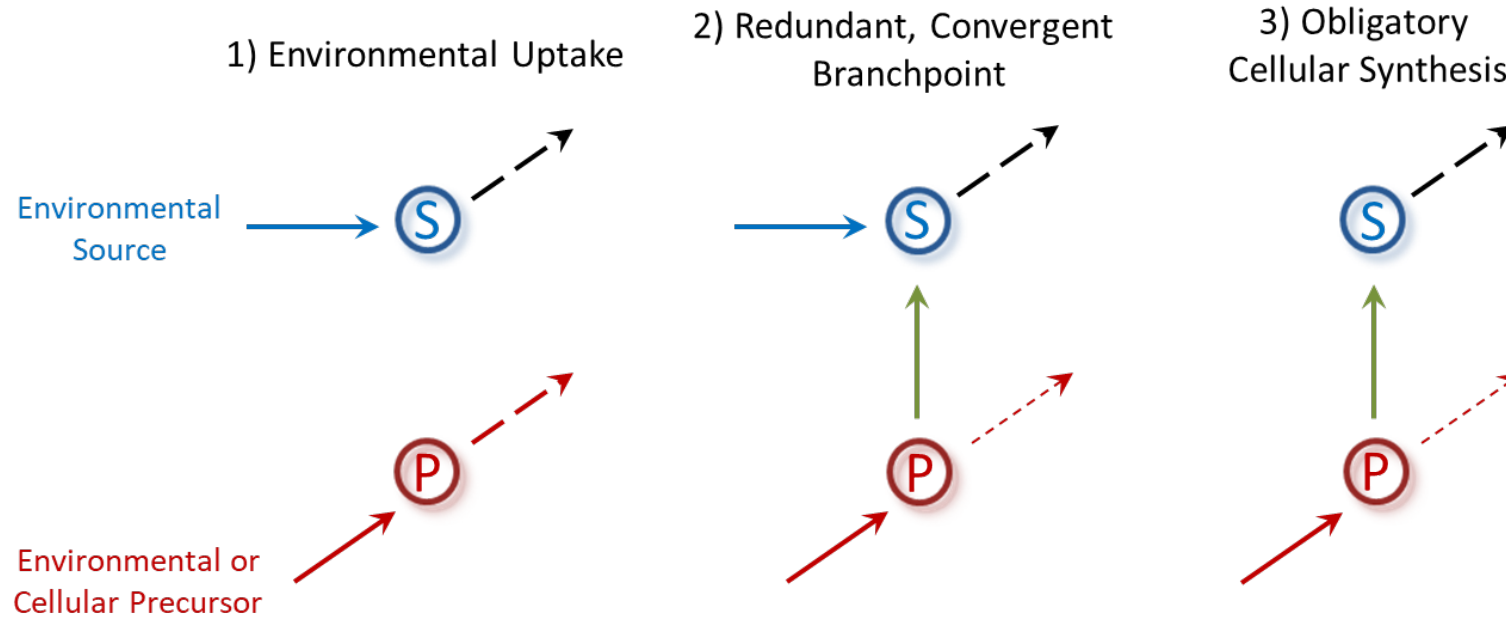 1) Environmental Uptake
2) Redundant, Convergent
Branchpoint
3) Obligatory
Cellular Synthesis
Environmental
Source
S
S
S
P
P
P
Environmental or
Cellular Precursor